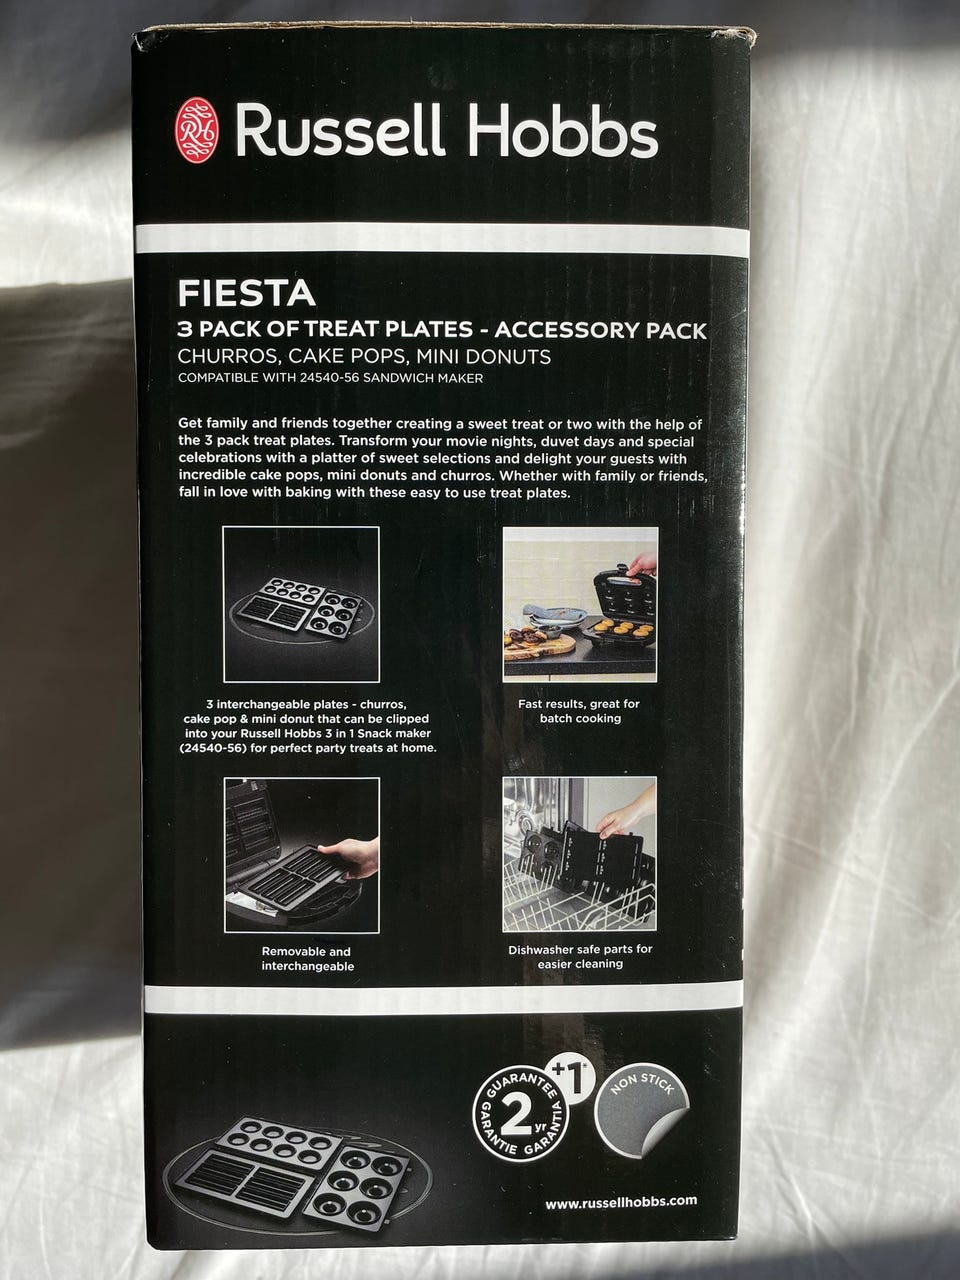 RH
Russell Hobbs
FIESTA
3 PACK OF TREAT PLATES - ACCESSORY PACK
CHURROS, CAKE POPS, MINI DONUTS
COMPATIBLE WITH 24540-56 SANDWICH MAKER
Get family and friends together creating a sweet treat or two with the help of
the 3 pack treat plates. Transform your movie nights, duvet days and special
celebrations with a platter of sweet selections and delight your guests with
incredible cake pops, mini donuts and churros. Whether with family or friends,
fall in love with baking with these easy to use treat plates.
3 interchangeable plates - churros,
cake pop & mini donut that can be clipped
into your Russell Hobbs 3 in 1 Snack maker
(24540-56) for perfect party treats at home.
Fast results, great for
batch cooking
Removable and
interchangeable
Dishwasher safe parts for
easier cleaning
GUARANTEE
GARANTIE GARANTIA
2 yr
+1*
NON STICK
www.russellhobbs.com